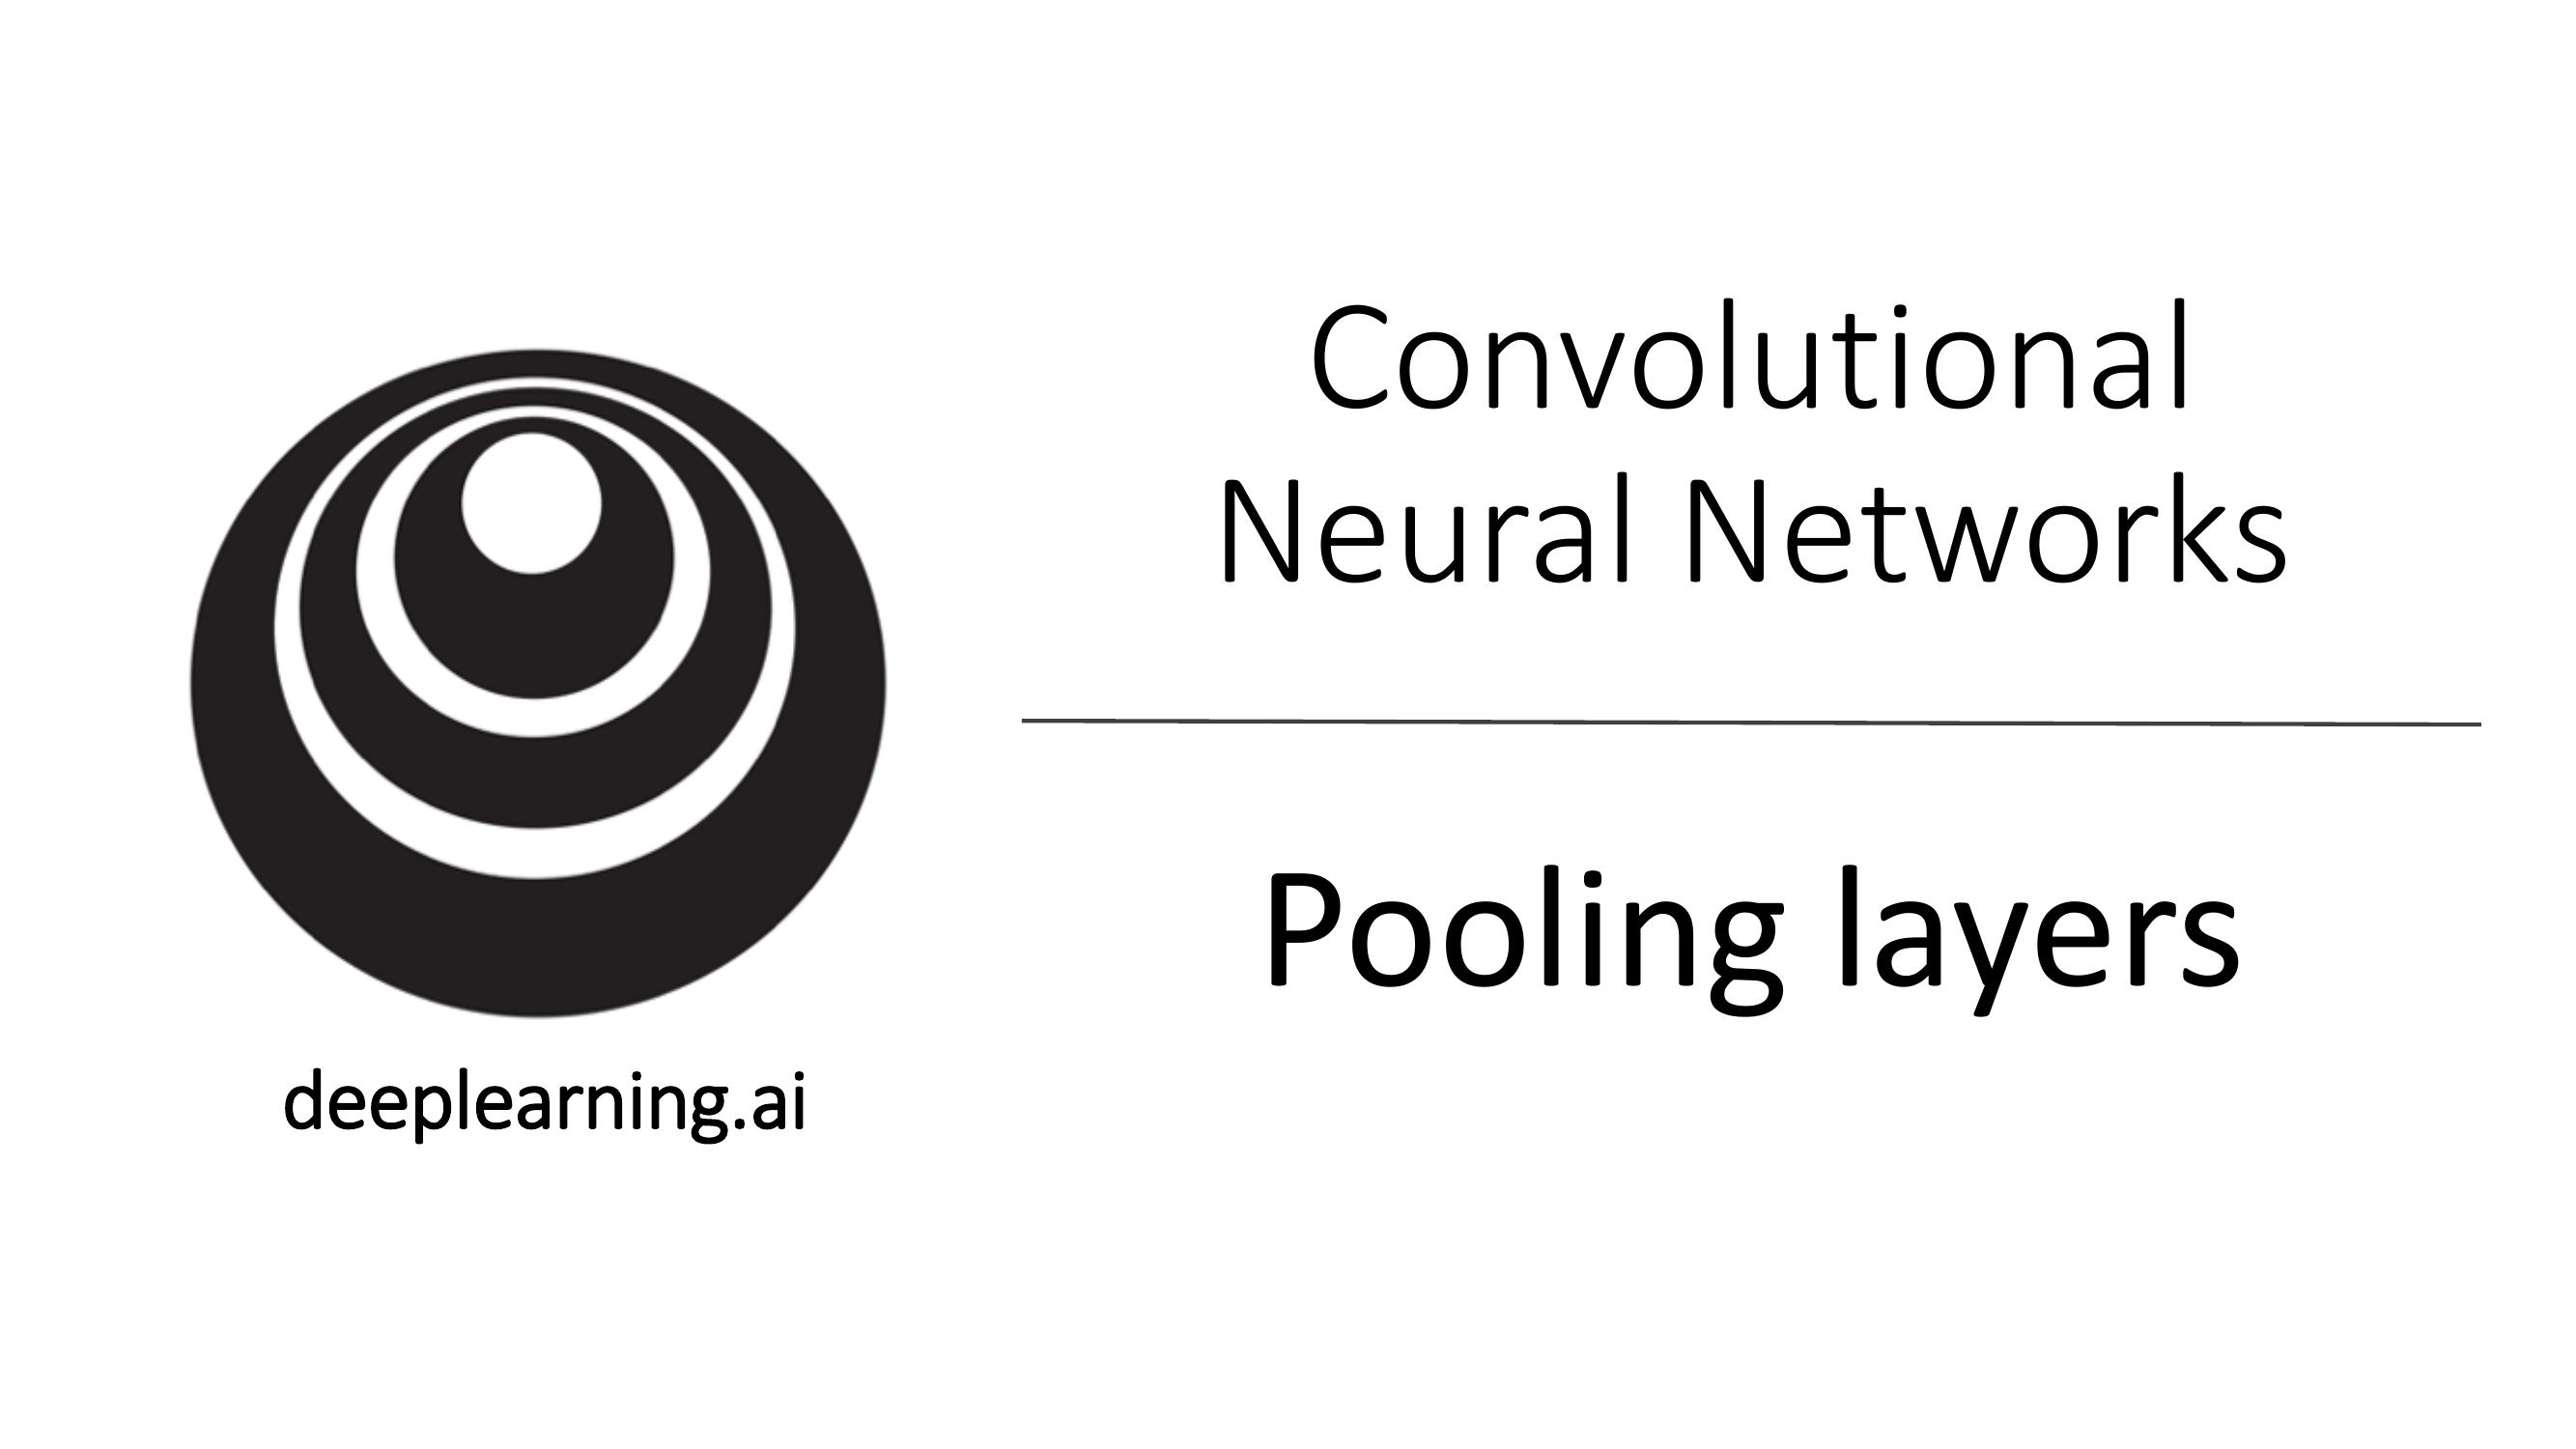 Convolutional
Neural Networks
Pooling layers
deeplearning.ai